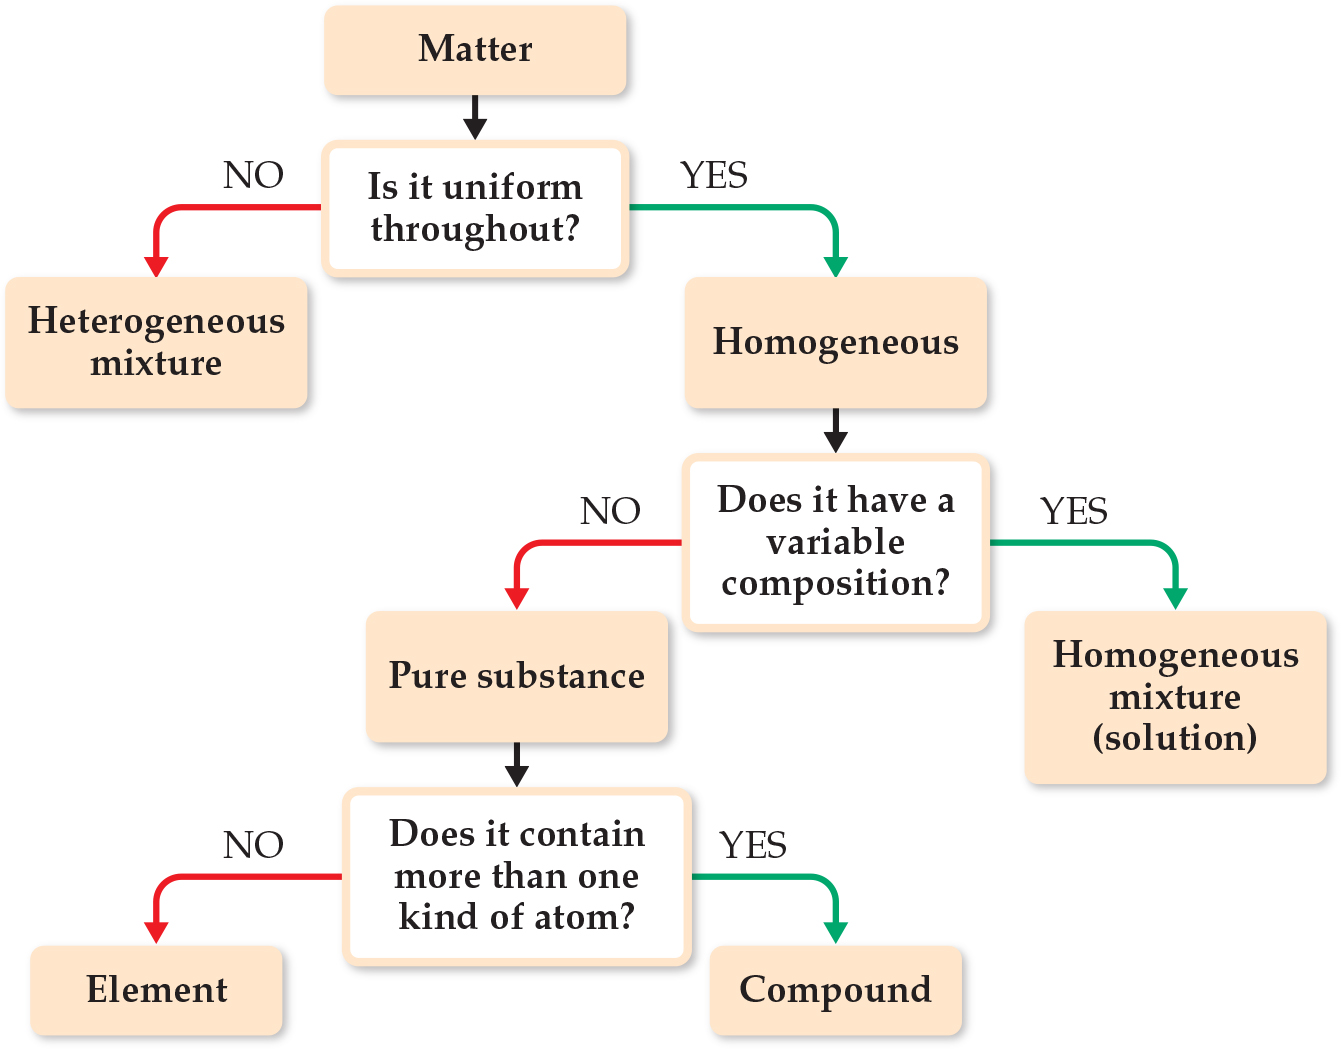 Matter
NO
Is it uniform
throughout?
YES
Heterogeneous
mixture
Homogeneous
NO
Does it have a
variable
composition?
YES
Pure substance
Homogeneous
mixture
(solution)
NO
Does it contain
more than one
kind of atom?
YES
Element
Compound